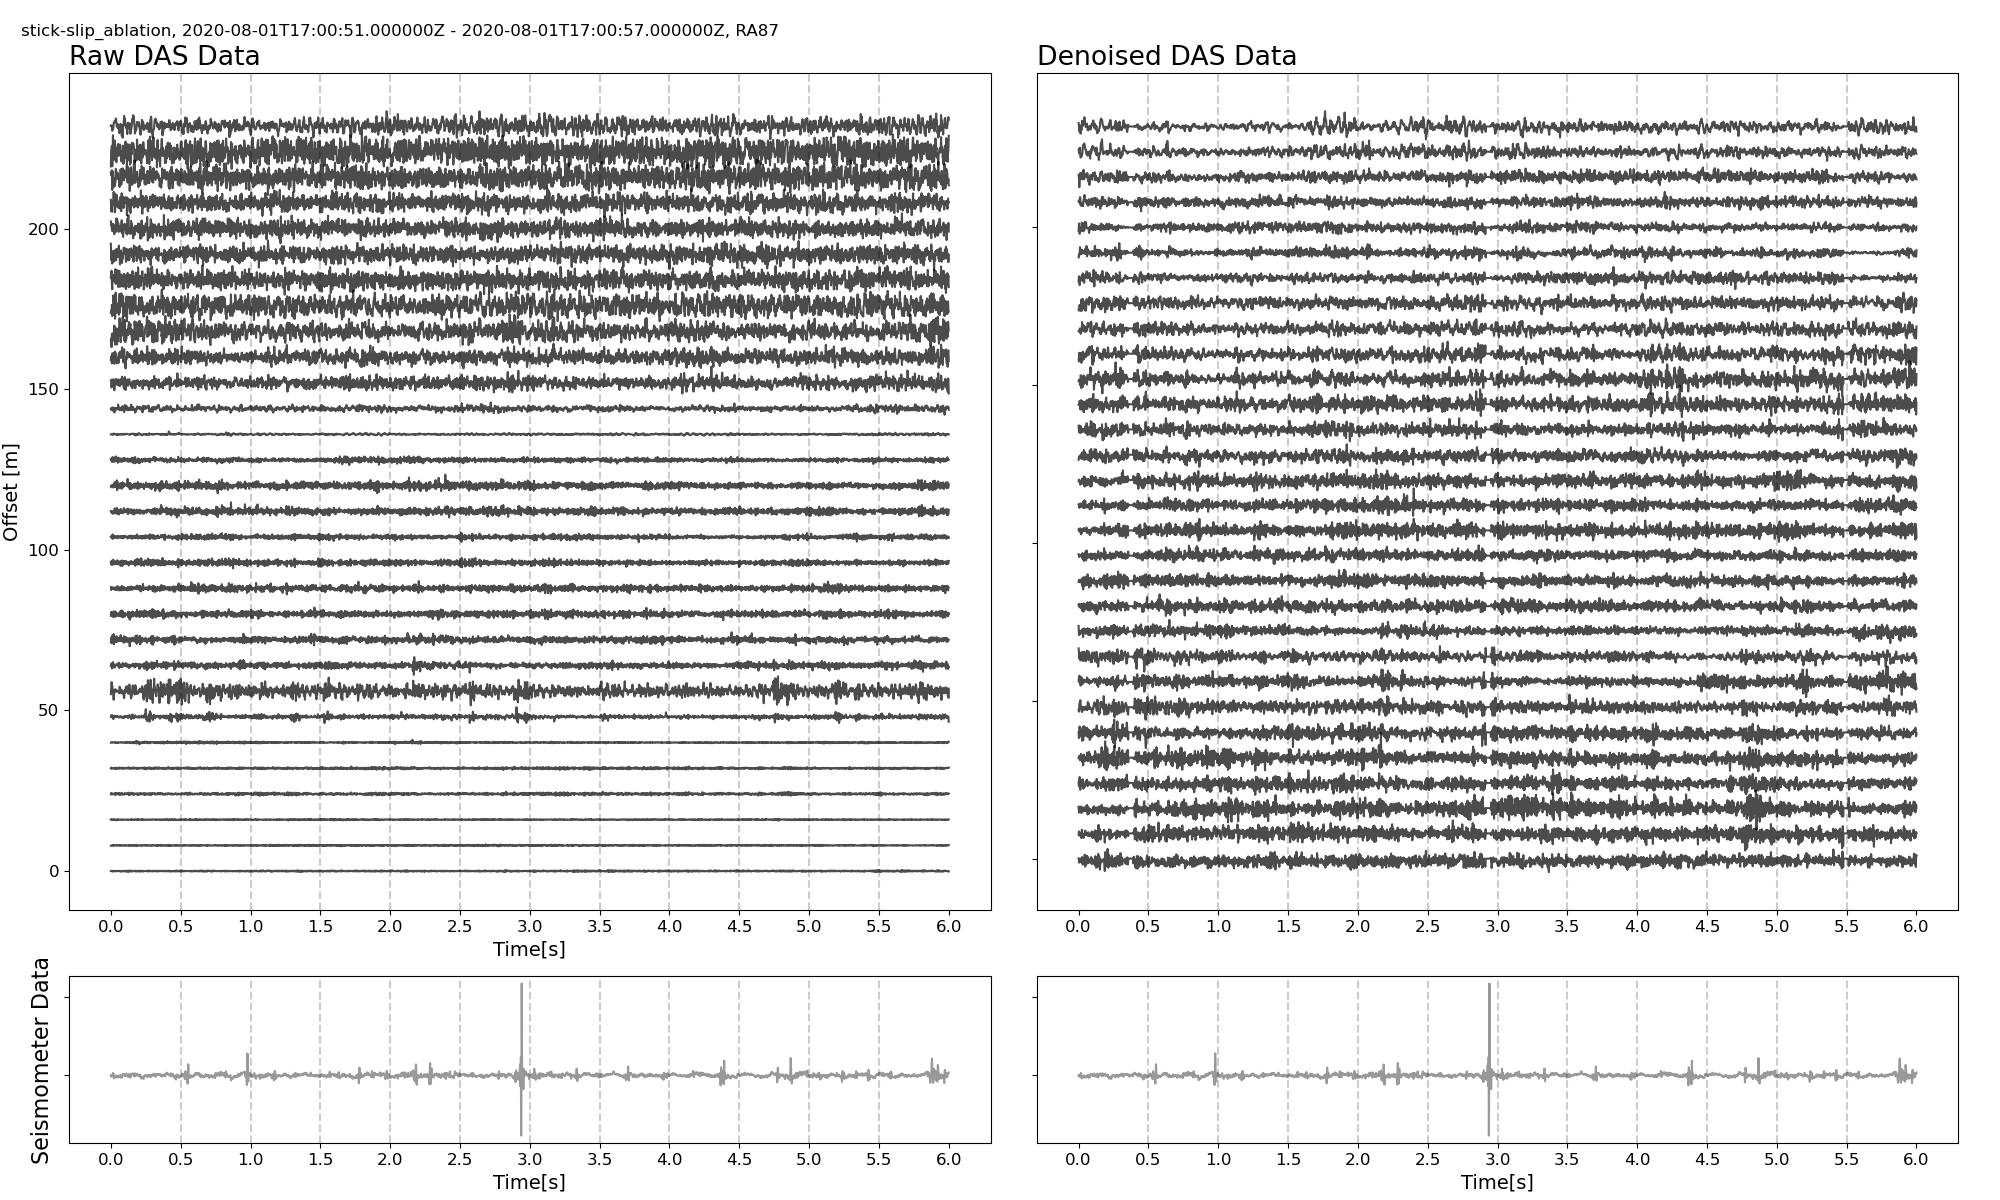 stick-slip_ablation, 2020-08-01T17:00:51.000000Z - 2020-08-01T17:00:57.000000Z, RA87
Raw DAS Data
Denoised DAS Data
Offset [m]
200
150
100
50
0
0.0 0.5 1.0 1.5 2.0 2.5 3.0 3.5 4.0 4.5 5.0 5.5 6.0
Time[s]
0.0 0.5 1.0 1.5 2.0 2.5 3.0 3.5 4.0 4.5 5.0 5.5 6.0
Seismometer Data
0.0 0.5 1.0 1.5 2.0 2.5 3.0 3.5 4.0 4.5 5.0 5.5 6.0
Time[s]
0.0 0.5 1.0 1.5 2.0 2.5 3.0 3.5 4.0 4.5 5.0 5.5 6.0
Time[s]